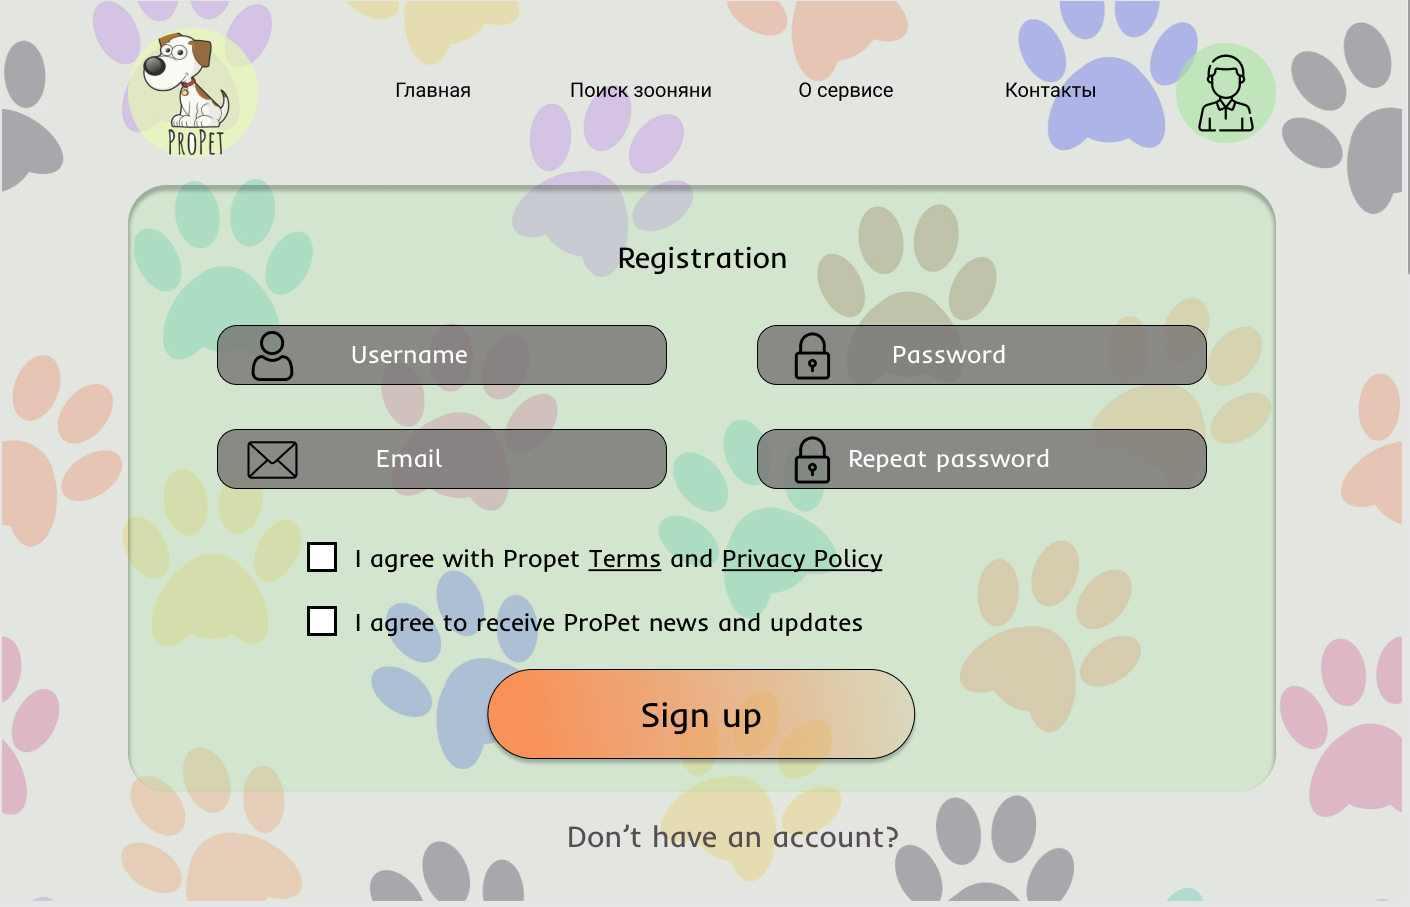 Главная
Поиск зооняни
О сервисе
Контакты
PROPET
Registration
Username
Password
Email
Repeat password
I agree with Propet Terms and Privacy Policy
I agree to receive ProPet news and updates
Sign up
Don’t have an account?